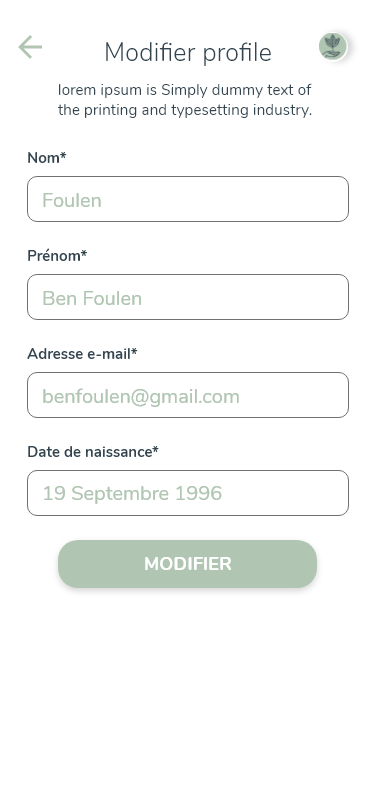 Modifier profile
lorem ipsum is Simply dummy text of
the printing and typesetting industry.
Nom*
Foulen
Prénom*
Ben Foulen
Adresse e-mail*
benfoulen@gmail.com
Date de naissance*
19 Septembre 1996
MODIFIER